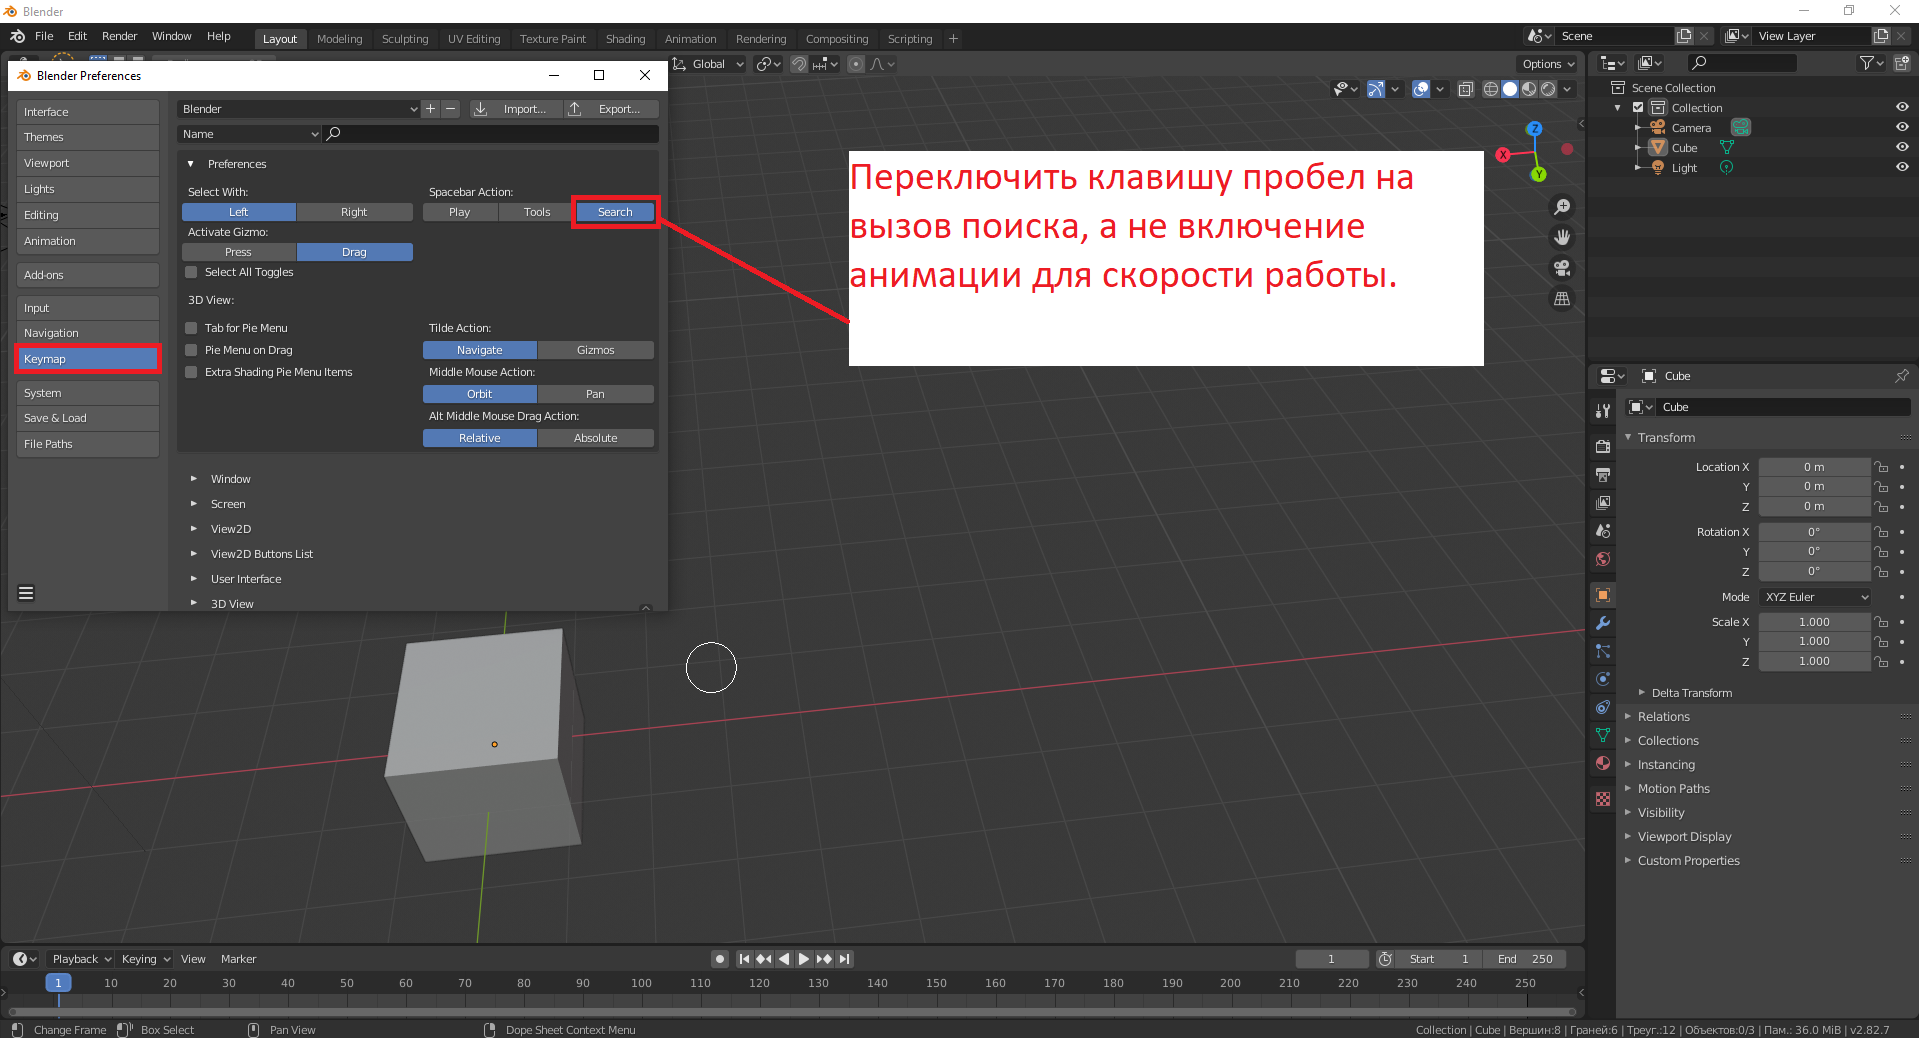 Blender
File Edit Render Window Help
Layout Modeling Sculpting UV Editing Texture Paint Shading Animation Rendering Compositing Scripting +
Scene
View Layer
Blender Preferences
Global
Options
Interface
Themes
Viewport
Lights
Editing
Animation
Add-ons
Input
Navigation
Keymap
System
Save & Load
File Paths
Blender
Import...
Export...
Name
Preferences
Select With:
Left Right
Activate Gizmo:
Press Drag
Select All Toggles
Spacebar Action:
Play Tools Search
3D View:
Tab for Pie Menu
Pie Menu on Drag
Extra Shading Pie Menu Items
Tilde Action:
Navigate Gizmos
Middle Mouse Action:
Orbit Pan
Alt Middle Mouse Drag Action:
Relative Absolute
Window
Screen
View2D
View2D Buttons List
User Interface
3D View
Переключить клавишу пробел на
вызов поиска, а не включение
анимации для скорости работы.
Z
X
Y
Scene Collection
Collection
Camera
Cube
Light
Cube
Cube
Transform
Location X 0 m
Y 0 m
Z 0 m
Rotation X 0°
Y 0°
Z 0°
Mode XYZ Euler
Scale X 1.000
Y 1.000
Z 1.000
Delta Transform
Relations
Collections
Instancing
Motion Paths
Visibility
Viewport Display
Custom Properties
Playback Keying View Marker
1 Start 1 End 250
1 10 20 30 40 50 60 70 80 90 100 110 120 130 140 150 160 170 180 190 200 210 220 230 240 250
Change Frame Box Select Pan View Dope Sheet Context Menu
Collection | Cube | Вершин:8 | Граней:6 | Треуг.:12 | Объектов:0/3 | Пам.: 36.0 MiB | v2.82.7